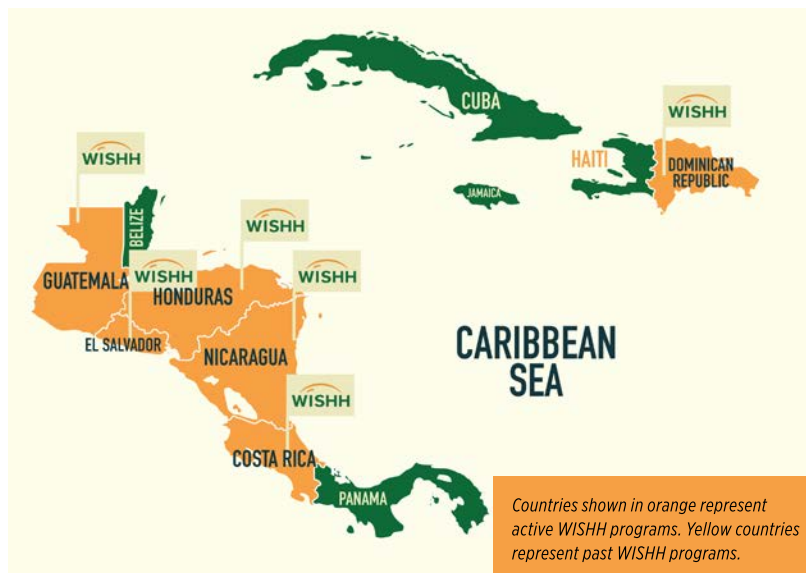 CUBA
WISHH
HAITI
DOMINICAN
REPUBLIC
JAMAICA
WISHH
BELIZE
WISHH
GUATEMALA
WISHH
HONDURAS
WISHH
EL SALVADOR
NICARAGUA
CARIBBEAN
SEA
WISHH
COSTA RICA
PANAMA
Countries shown in orange represent
active WISHH programs. Yellow countries
represent past WISHH programs.